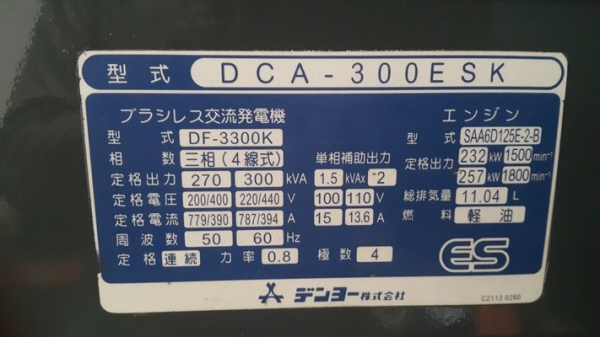 型式 DCA-300ESK
ブラシレス交流発電機
型式 DF-3300K
相数 三相(4線式) 単相補助出力
定格出力 270 300 kVA 1.5 kVA×2
定格電圧 200/400 220/440 V 100 110 V
定格電流 779/390 787/394 A 15 13.6 A
周波数 50 60 Hz
定格 連続 力率 0.8 極数 4
エンジン
型式 SAA6D125E-2-B
定格出力 232 kW 1500 min⁻¹
257 kW 1800 min⁻¹
総排気量 11.04 L
燃料 軽油
ES
デンヨー株式会社
C2113 0260